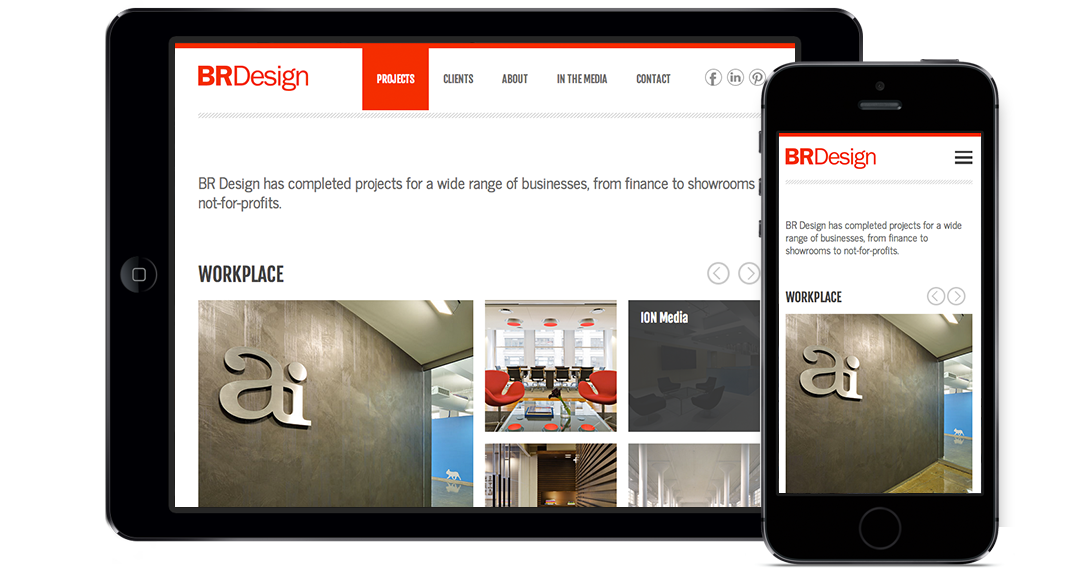 BRDesign
PROJECTS CLIENTS ABOUT IN THE MEDIA CONTACT f in
BR Design has completed projects for a wide range of businesses, from finance to showrooms
not-for-profits.
WORKPLACE
ai
ION Media
BRDesign
BR Design has completed projects for a wide
range of businesses, from finance to
showrooms to not-for-profits.
WORKPLACE
ai